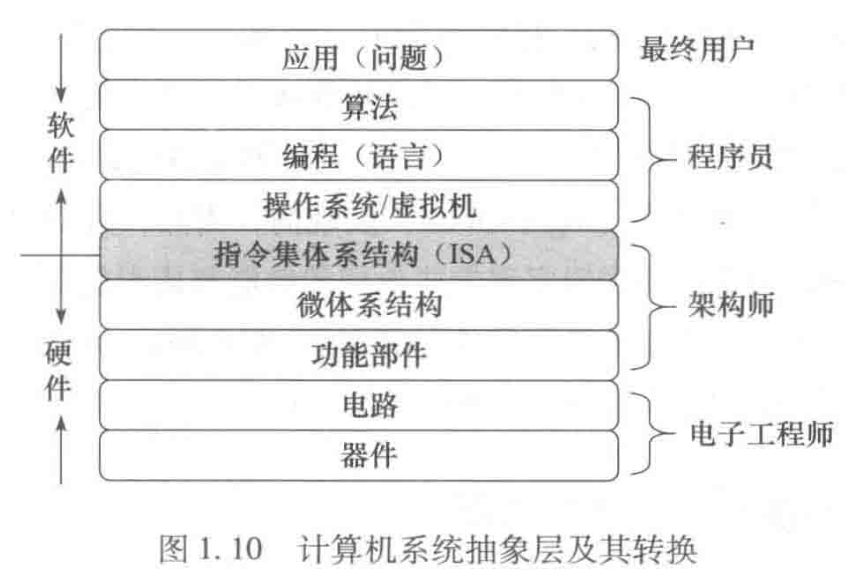 应用（问题）
最终用户
算法
软件
编程（语言）
程序员
操作系统/虚拟机
指令集体系结构（ISA）
微体系结构
架构师
功能部件
硬件
电路
电子工程师
器件
图 1.10 计算机系统抽象层及其转换